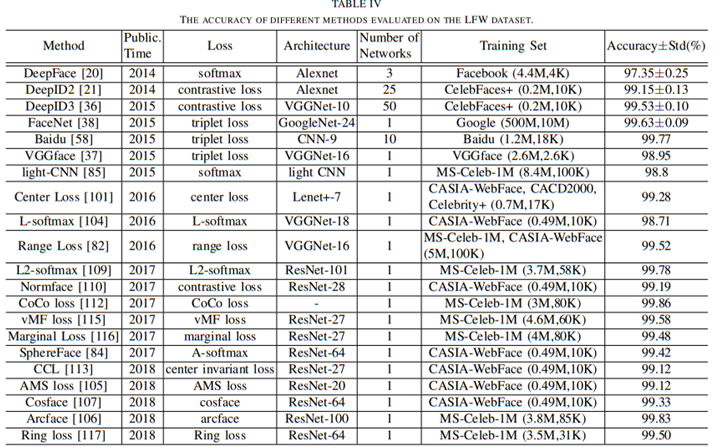 TABLE IV
THE ACCURACY OF DIFFERENT METHODS EVALUATED ON THE LFW DATASET.
Method Public. Time Loss Architecture Number of Networks Training Set Accuracy±Std(%)
DeepFace [20] 2014 softmax Alexnet 3 Facebook (4.4M,4K) 97.35±0.25
DeepID2 [21] 2014 contrastive loss Alexnet 25 CelebFaces+ (0.2M,10K) 99.15±0.13
DeepID3 [36] 2015 contrastive loss VGGNet-10 50 CelebFaces+ (0.2M,10K) 99.53±0.10
FaceNet [38] 2015 triplet loss GoogleNet-24 1 Google (500M,10M) 99.63±0.09
Baidu [58] 2015 triplet loss CNN-9 10 Baidu (1.2M,18K) 99.77
VGGface [37] 2015 triplet loss VGGNet-16 1 VGGface (2.6M,2.6K) 98.95
light-CNN [85] 2015 softmax light CNN 1 MS-Celeb-1M (8.4M,100K) 98.8
Center Loss [101] 2016 center loss Lenet+-7 1 CASIA-WebFace, CACD2000, Celebrity+ (0.7M,17K) 99.28
L-softmax [104] 2016 L-softmax VGGNet-18 1 CASIA-WebFace (0.49M,10K) 98.71
Range Loss [82] 2016 range loss VGGNet-16 1 MS-Celeb-1M, CASIA-WebFace (5M,100K) 99.52
L2-softmax [109] 2017 L2-softmax ResNet-101 1 MS-Celeb-1M (3.7M,58K) 99.78
Normface [110] 2017 contrastive loss ResNet-28 1 CASIA-WebFace (0.49M,10K) 99.19
CoCo loss [112] 2017 CoCo loss - 1 MS-Celeb-1M (3M,80K) 99.86
vMF loss [115] 2017 vMF loss ResNet-27 1 MS-Celeb-1M (4.6M,60K) 99.58
Marginal Loss [116] 2017 marginal loss ResNet-27 1 MS-Celeb-1M (4M,80K) 99.48
SphereFace [84] 2017 A-softmax ResNet-64 1 CASIA-WebFace (0.49M,10K) 99.42
CCL [113] 2018 center invariant loss ResNet-27 1 CASIA-WebFace (0.49M,10K) 99.12
AMS loss [105] 2018 AMS loss ResNet-20 1 CASIA-WebFace (0.49M,10K) 99.12
Cosface [107] 2018 cosface ResNet-64 1 CASIA-WebFace (0.49M,10K) 99.33
Arcface [106] 2018 arcface ResNet-100 1 MS-Celeb-1M (3.8M,85K) 99.83
Ring loss [117] 2018 Ring loss ResNet-64 1 MS-Celeb-1M (3.5M,31K) 99.50